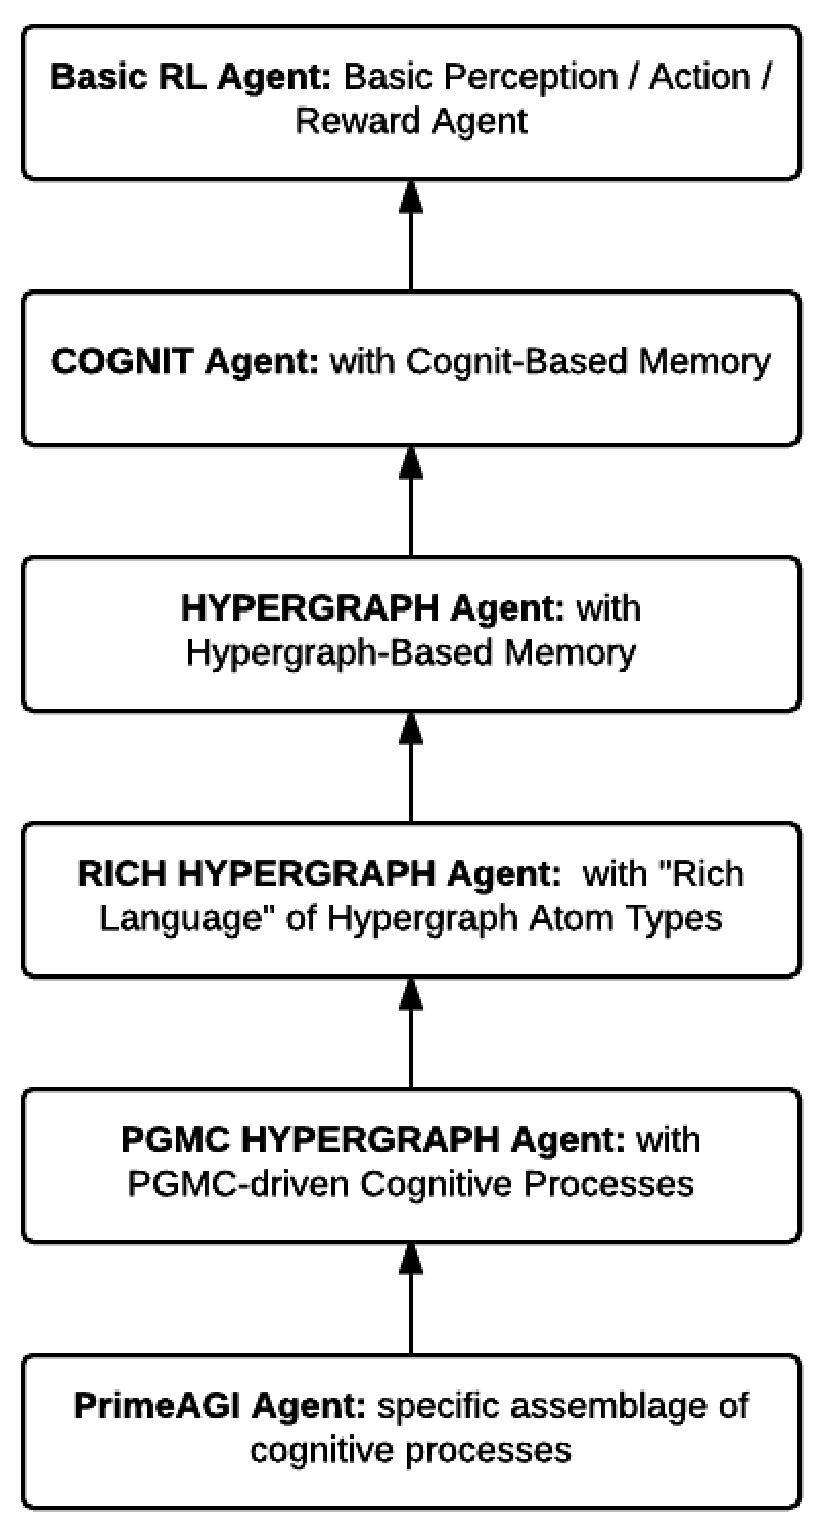 Basic RL Agent: Basic Perception / Action /
Reward Agent
COGNIT Agent: with Cognit-Based Memory
HYPERGRAPH Agent: with
Hypergraph-Based Memory
RICH HYPERGRAPH Agent:  with "Rich
Language" of Hypergraph Atom Types
PGMC HYPERGRAPH Agent: with
PGMC-driven Cognitive Processes
PrimeAGI Agent: specific assemblage of
cognitive processes